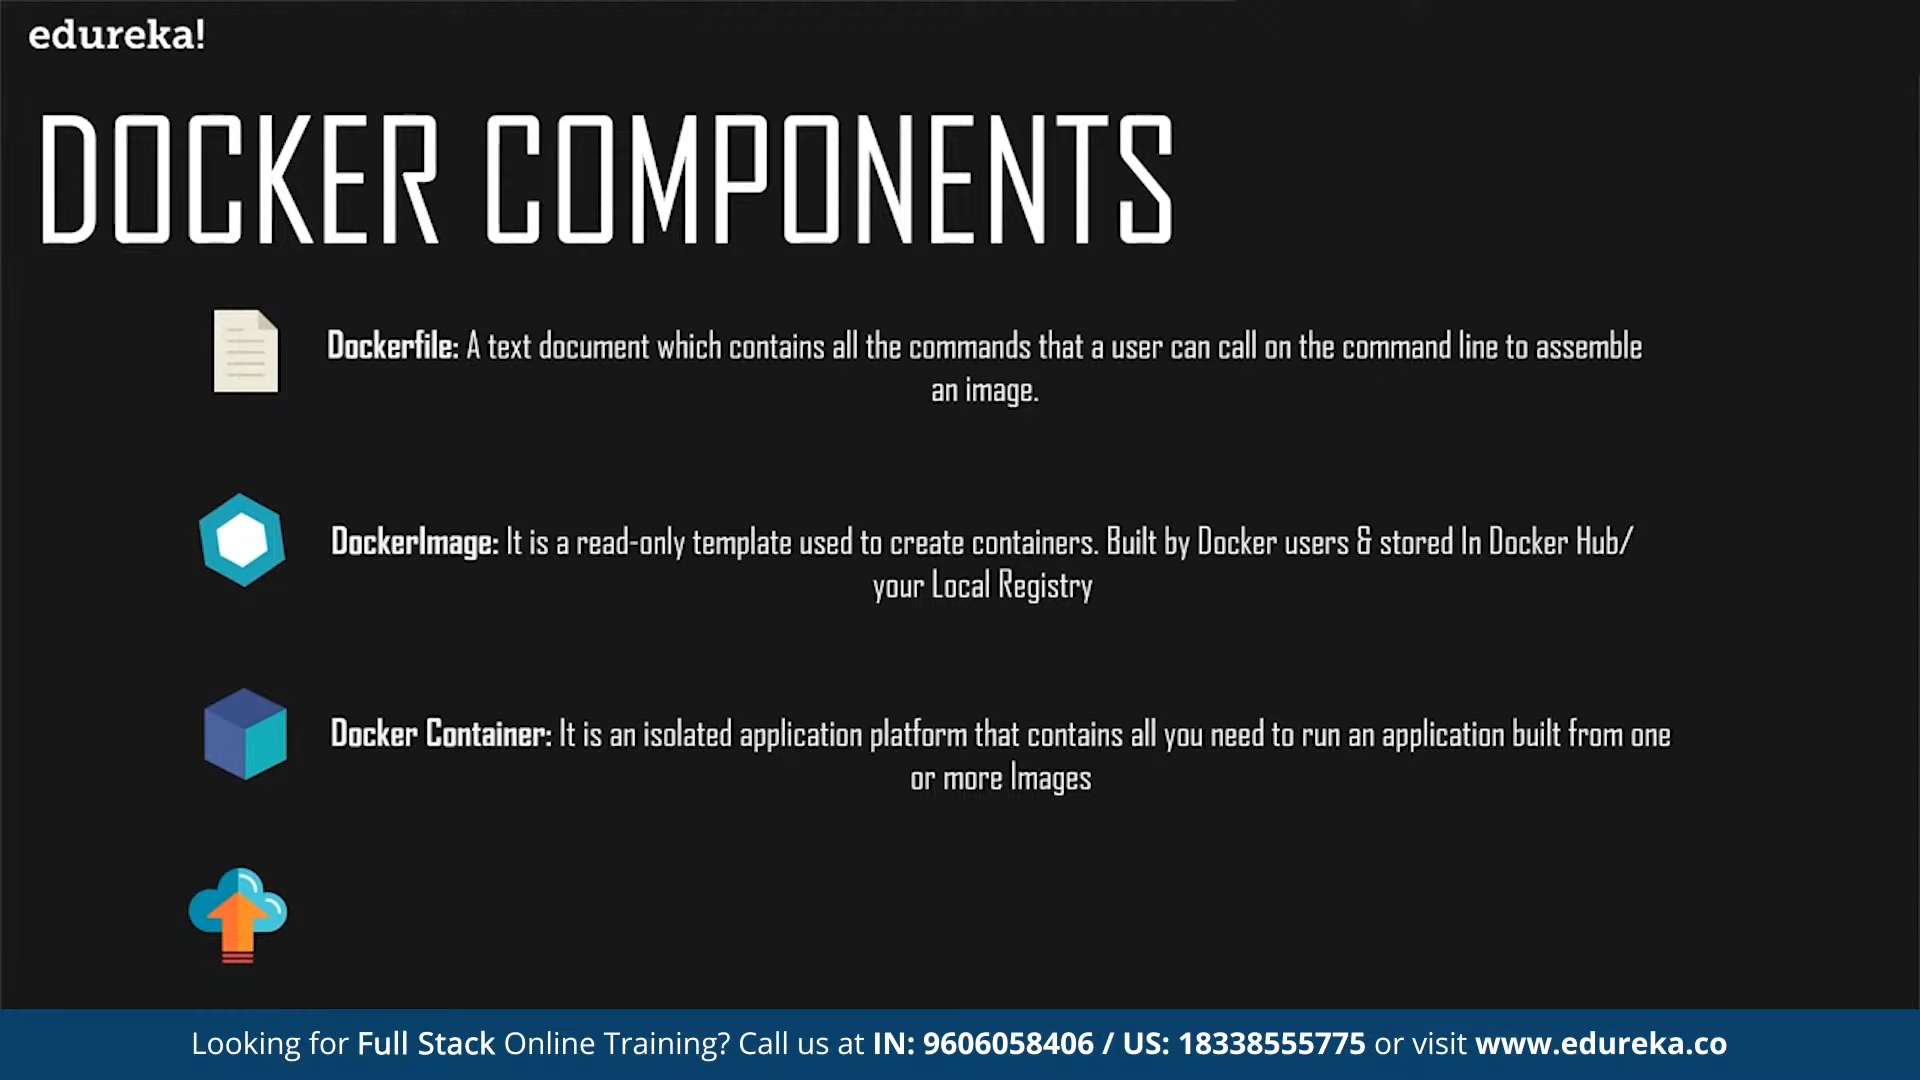 edureka!
DOCKER COMPONENTS
Dockerfile: A text document which contains all the commands that a user can call on the command line to assemble
an image.
DockerImage: It is a read-only template used to create containers. Built by Docker users & stored In Docker Hub/
your Local Registry
Docker Container: It is an isolated application platform that contains all you need to run an application built from one
or more Images
Looking for Full Stack Online Training? Call us at IN: 9606058406 / US: 18338555775 or visit www.edureka.co